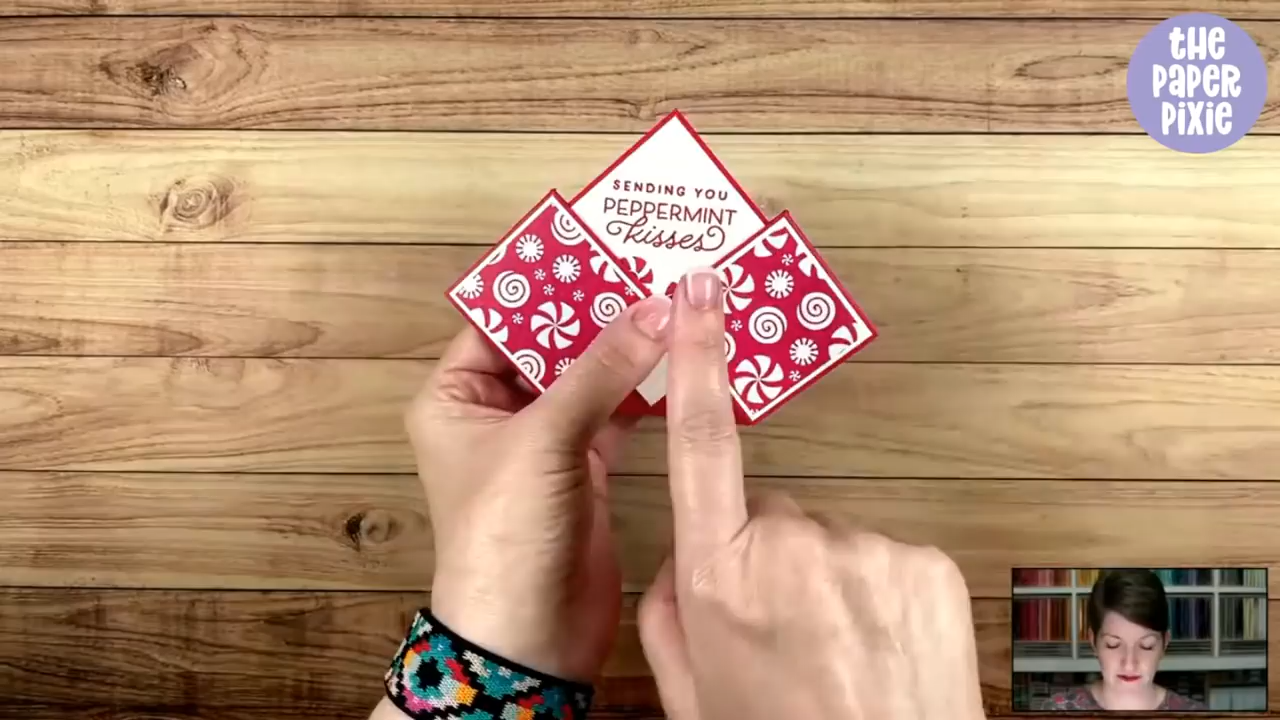 the
PAPER
PiXiE
SENDING YOU
PEPPERMINT
kisses